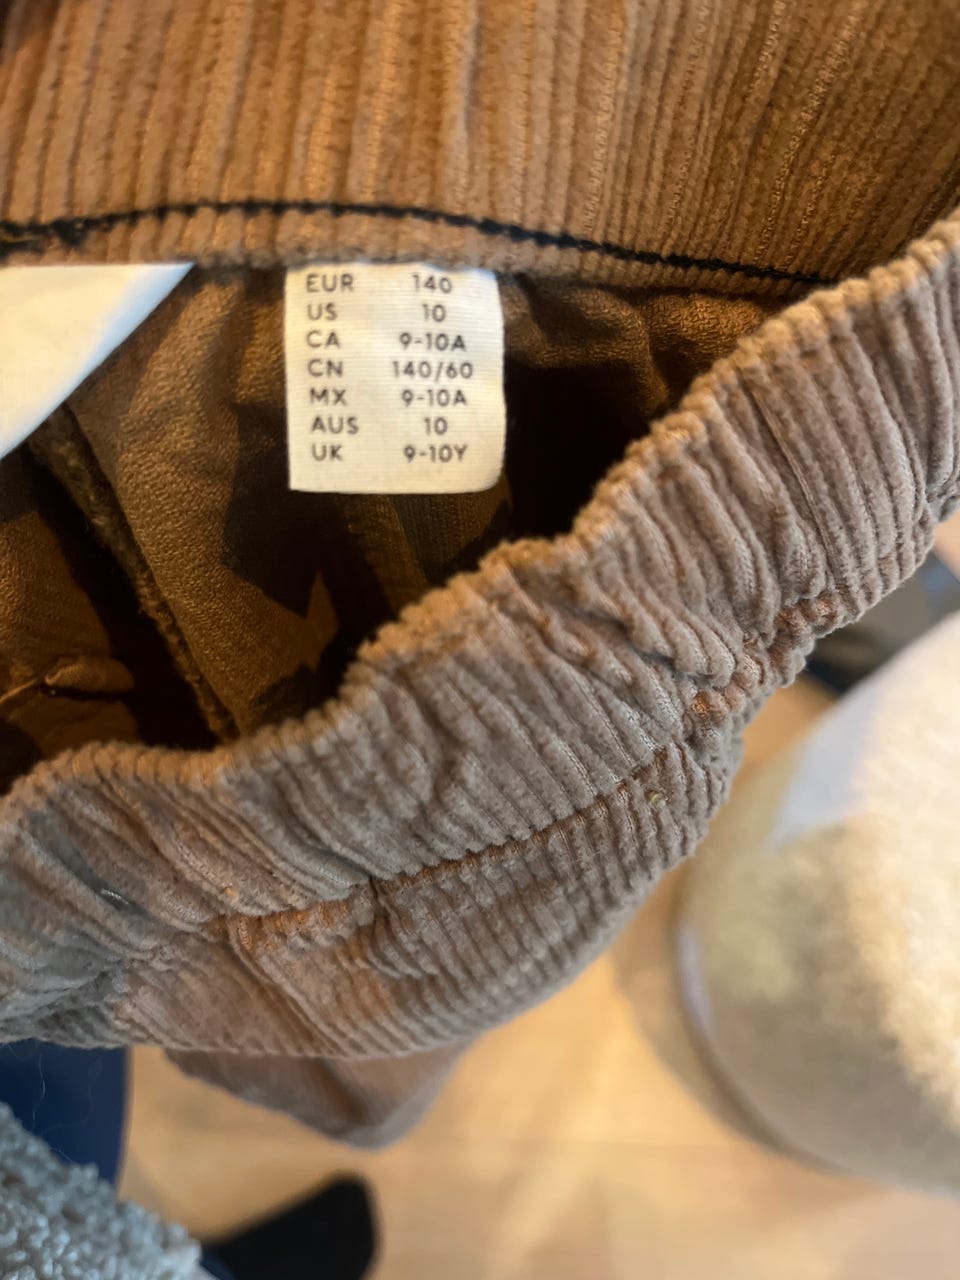 EUR 140
US 10
CA 9-10A
CN 140/60
MX 9-10A
AUS 10
UK 9-10Y